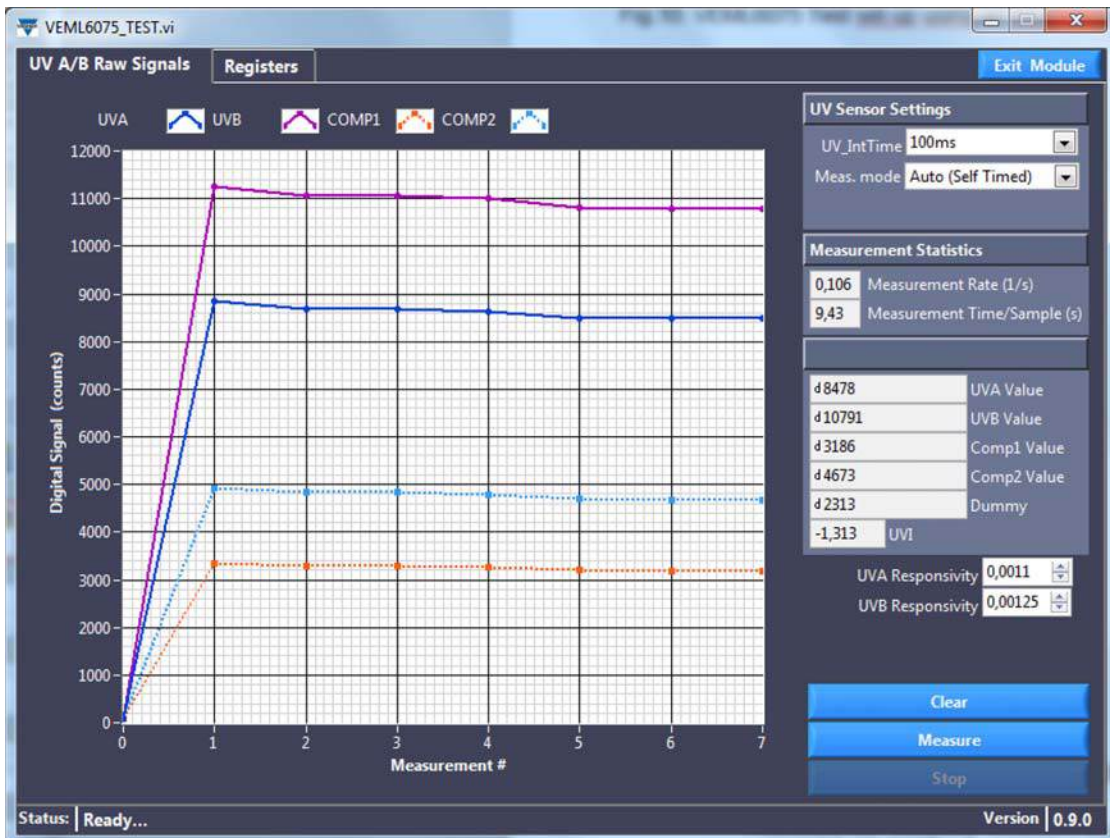 VEML6075_TEST.vi
UV A/B Raw Signals
Registers
Exit Module
UVA
UVB
COMP1
COMP2
12000
11000
10000
9000
8000
7000
6000
5000
4000
3000
2000
1000
0
Digital Signal (counts)
0 1 2 3 4 5 6 7
Measurement #
UV Sensor Settings
UV_IntTime 100ms
Meas. mode Auto (Self Timed)
Measurement Statistics
0,106 Measurement Rate (1/s)
9,43 Measurement Time/Sample (s)
d 8478 UVA Value
d 10791 UVB Value
d 3186 Comp1 Value
d 4673 Comp2 Value
d 2313 Dummy
-1,313 UVI
UVA Responsivity 0,0011
UVB Responsivity 0,00125
Clear
Measure
Stop
Status: Ready...
Version 0.9.0